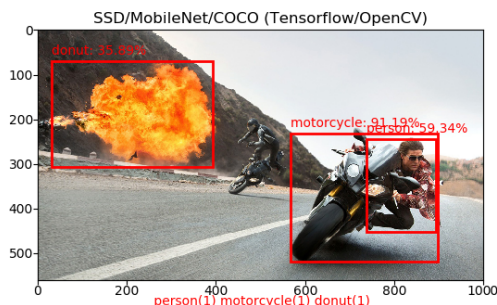 SSD/MobileNet/COCO (Tensorflow/OpenCV)
0
donut: 35.89%
100
motorcycle: 91.19%
person: 59.34%
200
300
400
500
0 200 400 600 800 1000
person(1) motorcycle(1) donut(1)